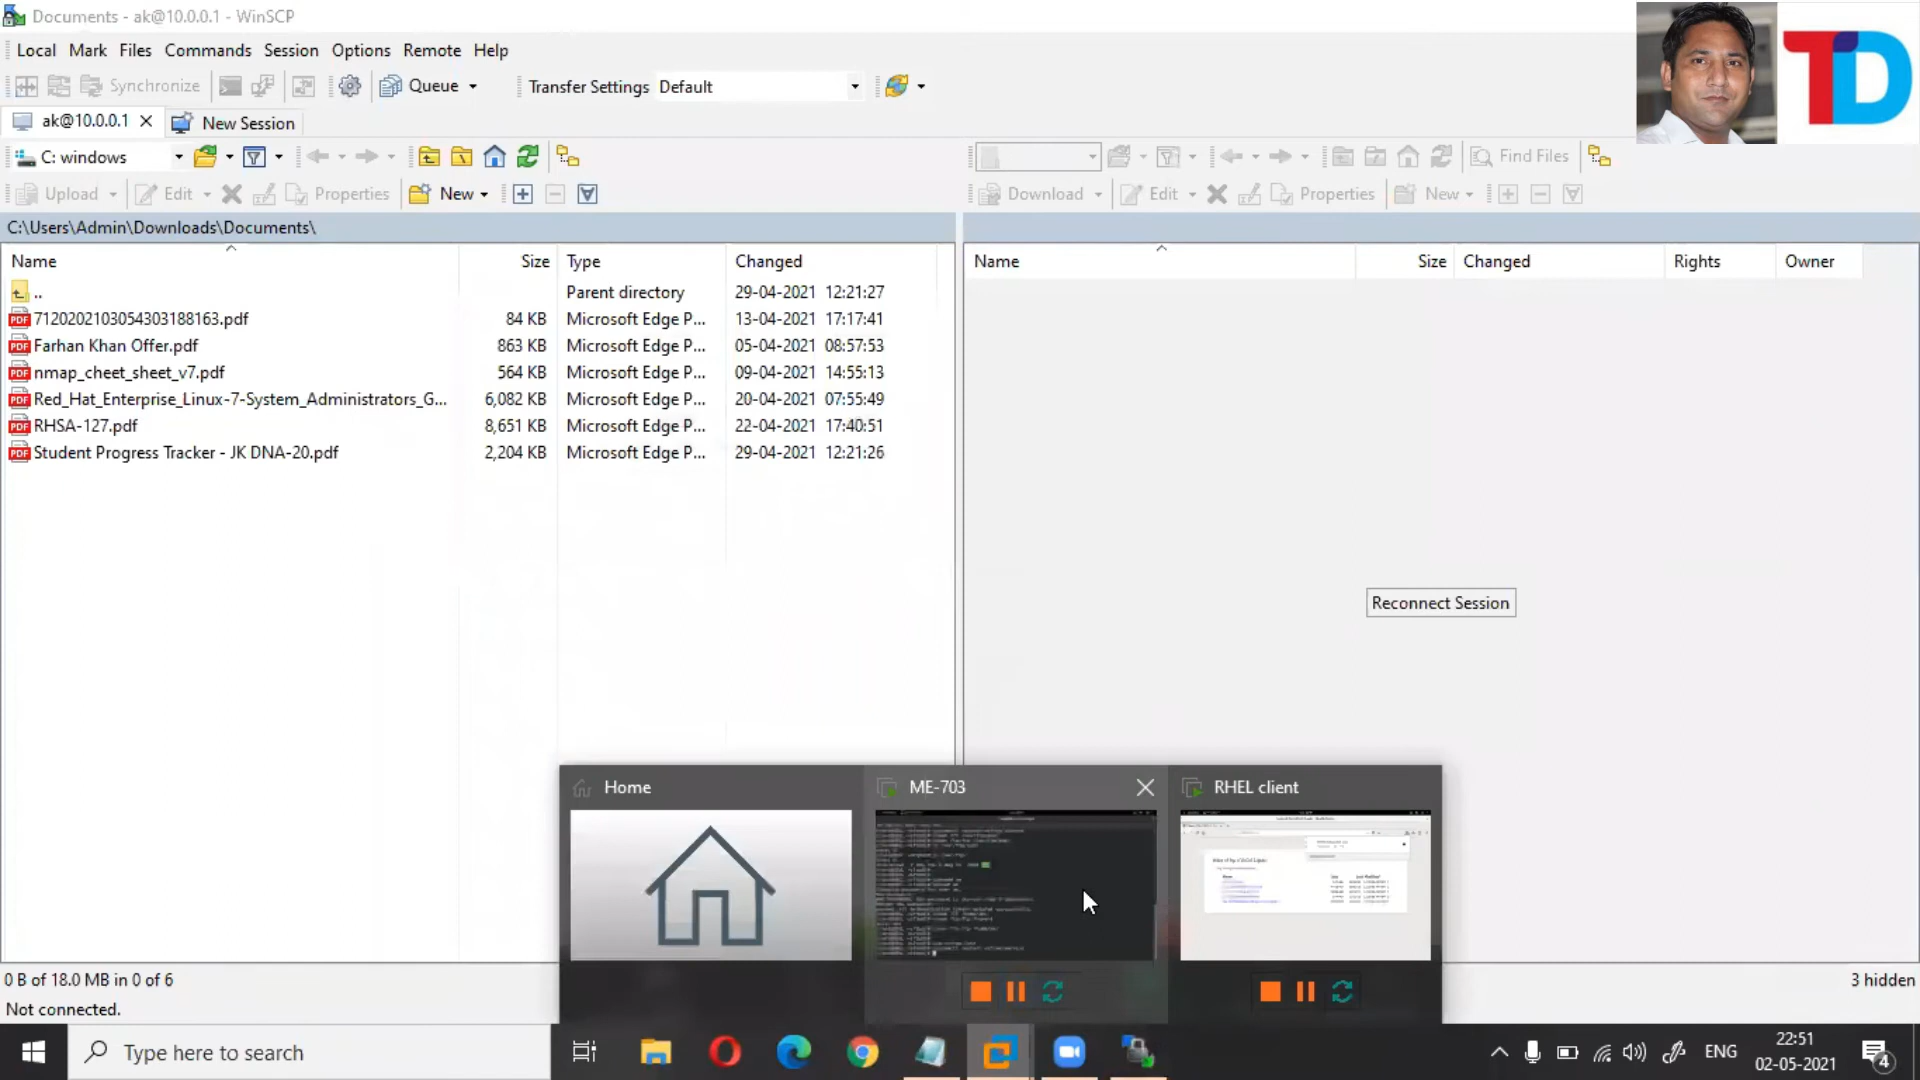 Documents - ak@10.0.0.1 - WinSCP
Local Mark Files Commands Session Options Remote Help
Synchronize Queue Transfer Settings Default
ak@10.0.0.1 New Session
C: windows Find Files
Upload Edit Properties New Download Edit Properties New
C:\Users\Admin\Downloads\Documents\
Name Size Type Changed Name Size Changed Rights Owner
.. Parent directory 29-04-2021 12:21:27
7120202103054303188163.pdf 84 KB Microsoft Edge P... 13-04-2021 17:17:41
Farhan Khan Offer.pdf 863 KB Microsoft Edge P... 05-04-2021 08:57:53
nmap_cheet_sheet_v7.pdf 564 KB Microsoft Edge P... 09-04-2021 14:55:13
Red_Hat_Enterprise_Linux-7-System_Administrators_G... 6,082 KB Microsoft Edge P... 20-04-2021 07:55:49
RHSA-127.pdf 8,651 KB Microsoft Edge P... 22-04-2021 17:40:51
Student Progress Tracker - JK DNA-20.pdf 2,204 KB Microsoft Edge P... 29-04-2021 12:21:26
Reconnect Session
Home ME-703 RHEL client
0 B of 18.0 MB in 0 of 6 3 hidden
Not connected.
Type here to search
ENG
22:51
02-05-2021
4
TD